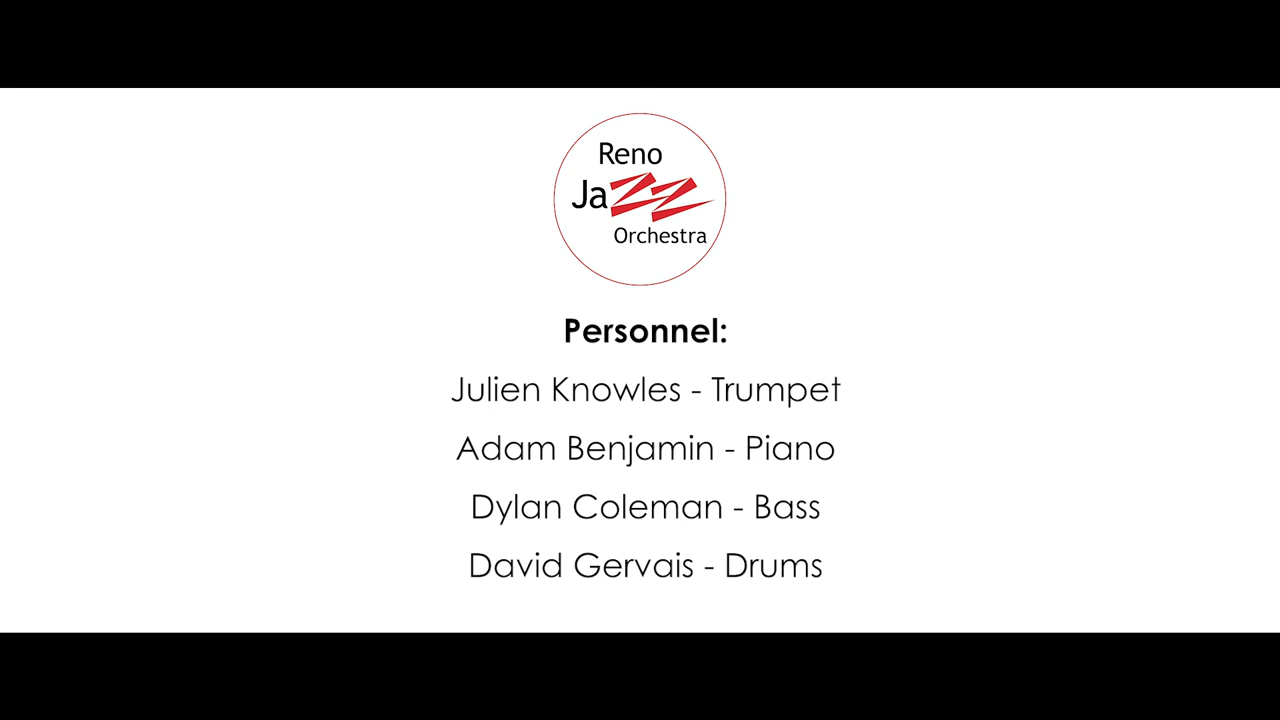 Reno
Jazz
Orchestra
Personnel:
Julien Knowles - Trumpet
Adam Benjamin - Piano
Dylan Coleman - Bass
David Gervais - Drums